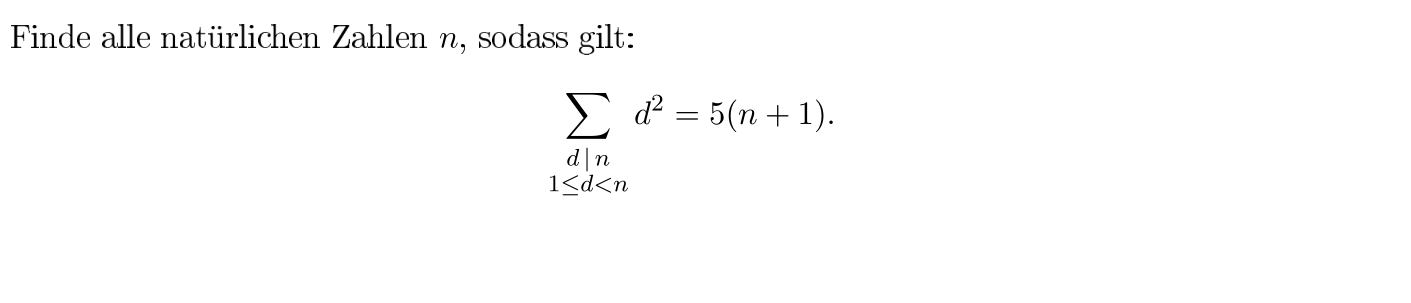 Finde alle natürlichen Zahlen n, sodass gilt:
∑ d² = 5(n + 1).
d | n
1≤d<n